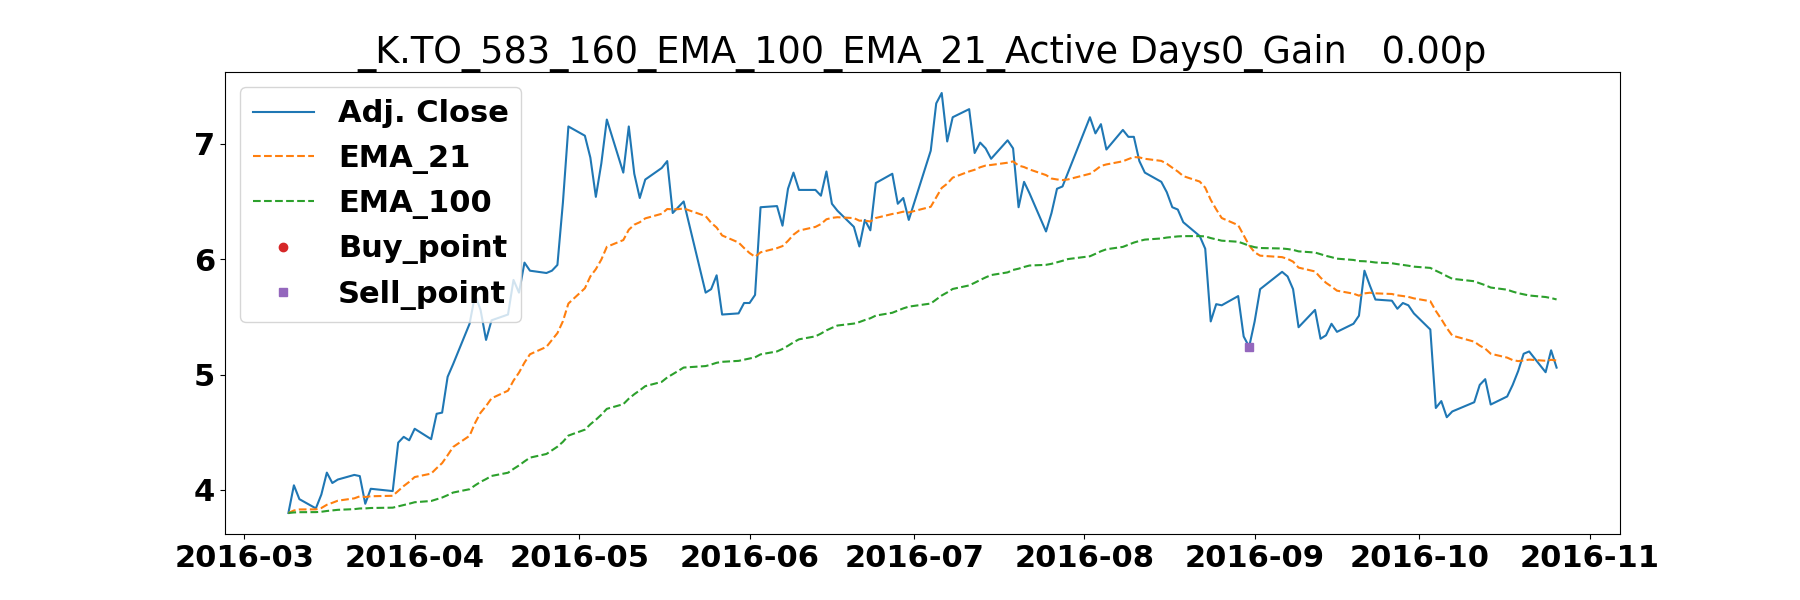 _K.TO_583_160_EMA_100_EMA_21_Active Days0_Gain   0.00p
Adj. Close
EMA_21
EMA_100
Buy_point
Sell_point
7
6
5
4
2016-03 2016-04 2016-05 2016-06 2016-07 2016-08 2016-09 2016-10 2016-11